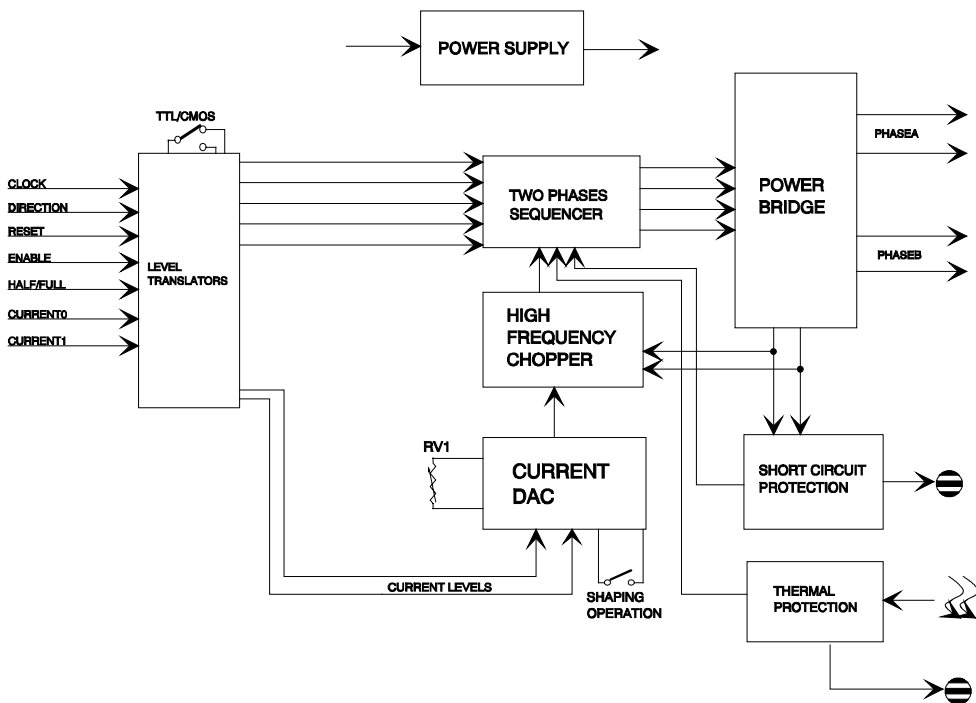 POWER SUPPLY
TTL/CMOS
CLOCK
DIRECTION
RESET
ENABLE
HALF/FULL
CURRENT0
CURRENT1
LEVEL
TRANSLATORS
TWO PHASES
SEQUENCER
POWER
BRIDGE
PHASEA
PHASEB
HIGH
FREQUENCY
CHOPPER
RV1
CURRENT
DAC
SHORT CIRCUIT
PROTECTION
CURRENT LEVELS
SHAPING
OPERATION
THERMAL
PROTECTION